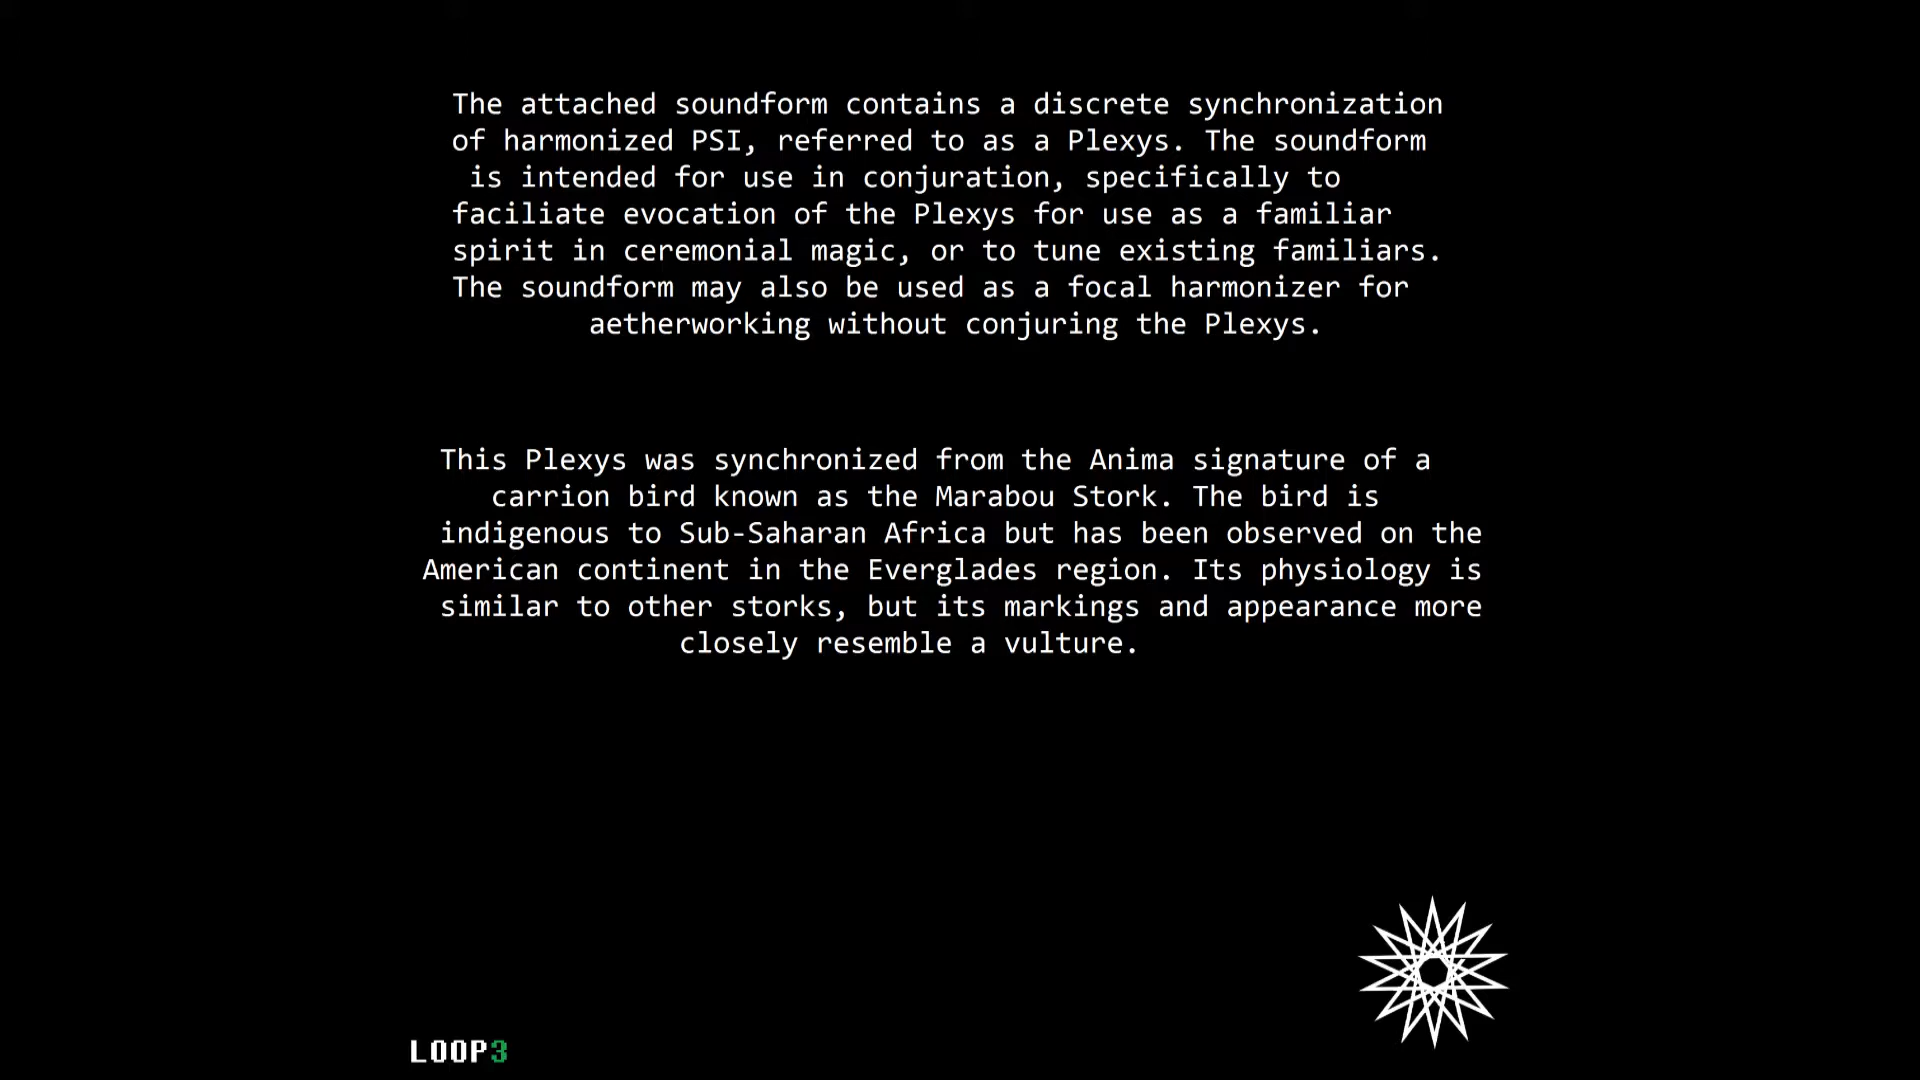 The attached soundform contains a discrete synchronization
of harmonized PSI, referred to as a Plexys. The soundform
is intended for use in conjuration, specifically to
faciliate evocation of the Plexys for use as a familiar
spirit in ceremonial magic, or to tune existing familiars.
The soundform may also be used as a focal harmonizer for
aetherworking without conjuring the Plexys.
This Plexys was synchronized from the Anima signature of a
carrion bird known as the Marabou Stork. The bird is
indigenous to Sub-Saharan Africa but has been observed on the
American continent in the Everglades region. Its physiology is
similar to other storks, but its markings and appearance more
closely resemble a vulture.
LOOP3